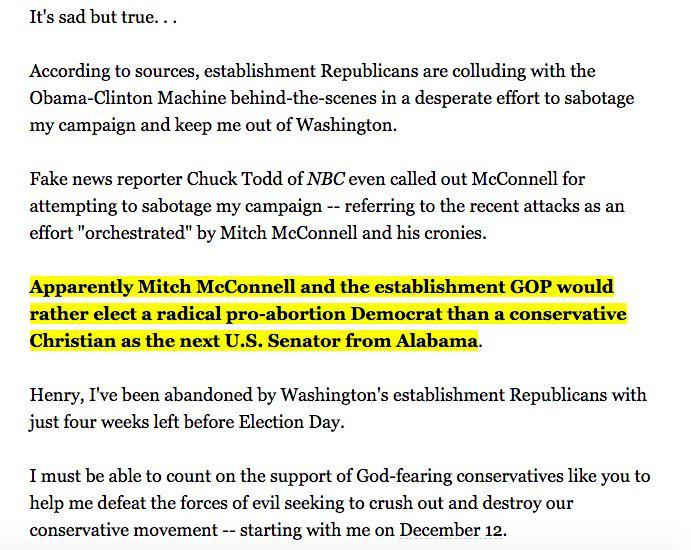 It's sad but true. . .
According to sources, establishment Republicans are colluding with the
Obama-Clinton Machine behind-the-scenes in a desperate effort to sabotage
my campaign and keep me out of Washington.
Fake news reporter Chuck Todd of NBC even called out McConnell for
attempting to sabotage my campaign -- referring to the recent attacks as an
effort "orchestrated" by Mitch McConnell and his cronies.
Apparently Mitch McConnell and the establishment GOP would
rather elect a radical pro-abortion Democrat than a conservative
Christian as the next U.S. Senator from Alabama.
Henry, I've been abandoned by Washington's establishment Republicans with
just four weeks left before Election Day.
I must be able to count on the support of God-fearing conservatives like you to
help me defeat the forces of evil seeking to crush out and destroy our
conservative movement -- starting with me on December 12.